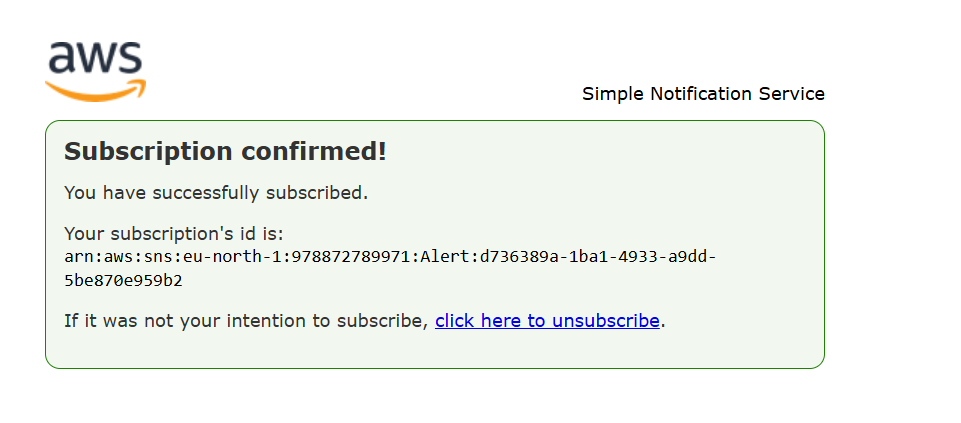 aws
Simple Notification Service
Subscription confirmed!
You have successfully subscribed.
Your subscription's id is:
arn:aws:sns:eu-north-1:978872789971:Alert:d736389a-1ba1-4933-a9dd-
5be870e959b2
If it was not your intention to subscribe, click here to unsubscribe.